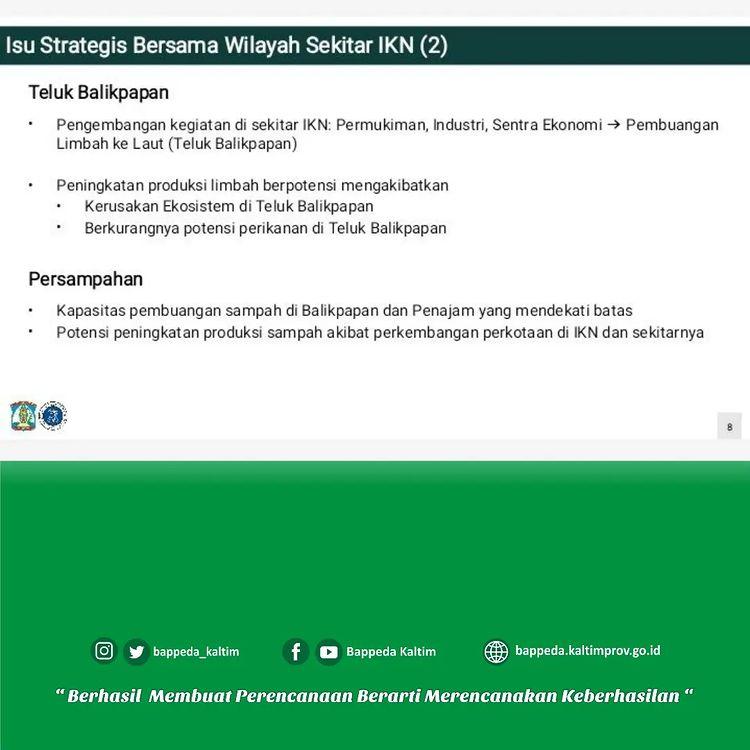 Isu Strategis Bersama Wilayah Sekitar IKN (2)
Teluk Balikpapan
• Pengembangan kegiatan di sekitar IKN: Permukiman, Industri, Sentra Ekonomi → Pembuangan
Limbah ke Laut (Teluk Balikpapan)
• Peningkatan produksi limbah berpotensi mengakibatkan
• Kerusakan Ekosistem di Teluk Balikpapan
• Berkurangnya potensi perikanan di Teluk Balikpapan
Persampahan
• Kapasitas pembuangan sampah di Balikpapan dan Penajam yang mendekati batas
• Potensi peningkatan produksi sampah akibat perkembangan perkotaan di IKN dan sekitarnya
8
bappeda_kaltim Bappeda Kaltim bappeda.kaltimprov.go.id
“ Berhasil Membuat Perencanaan Berarti Merencanakan Keberhasilan “